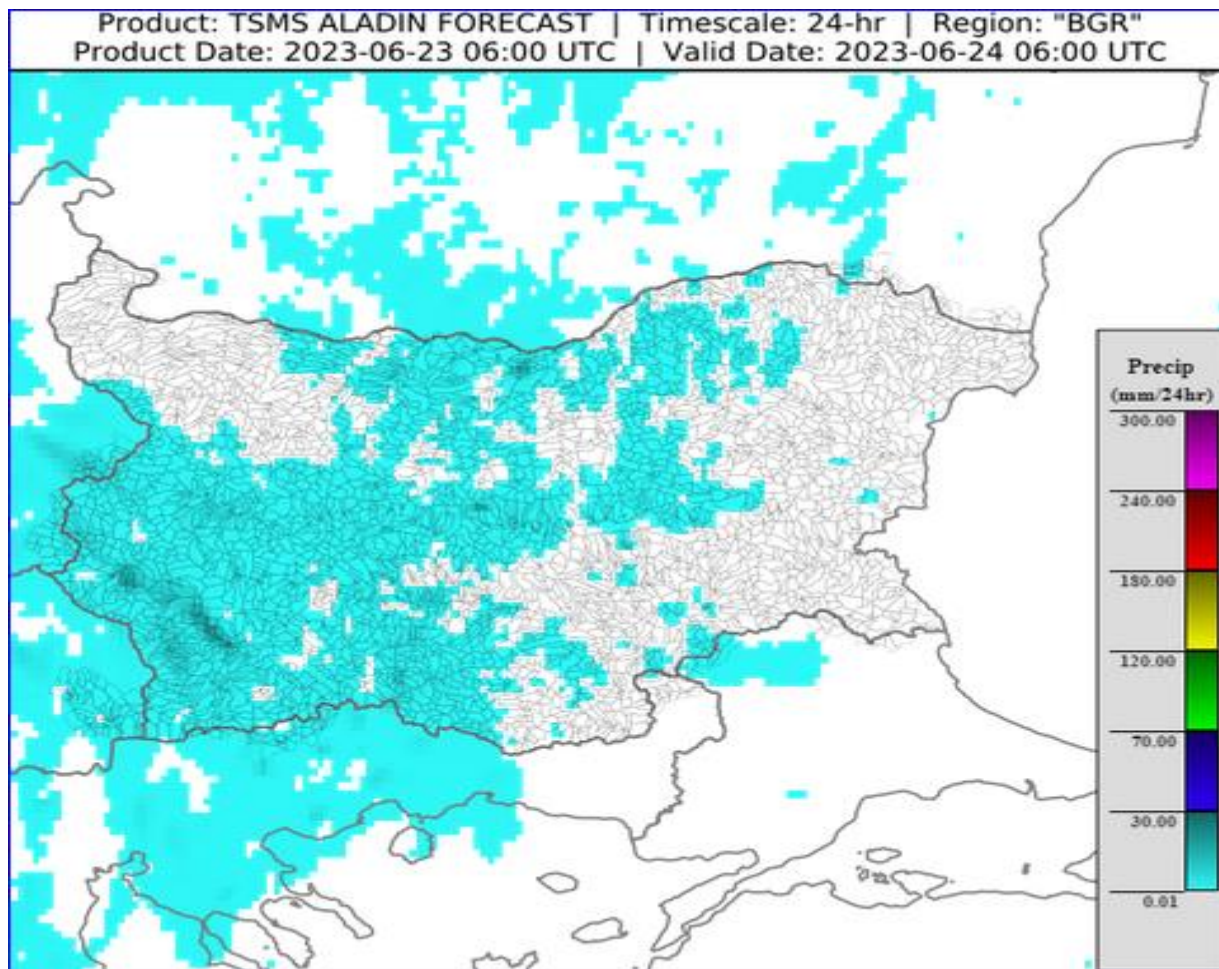 Product: TSMS ALADIN FORECAST | Timescale: 24-hr | Region: "BGR"
Product Date: 2023-06-23 06:00 UTC | Valid Date: 2023-06-24 06:00 UTC
Precip
(mm/24hr)
300.00
240.00
180.00
120.00
70.00
30.00
0.01